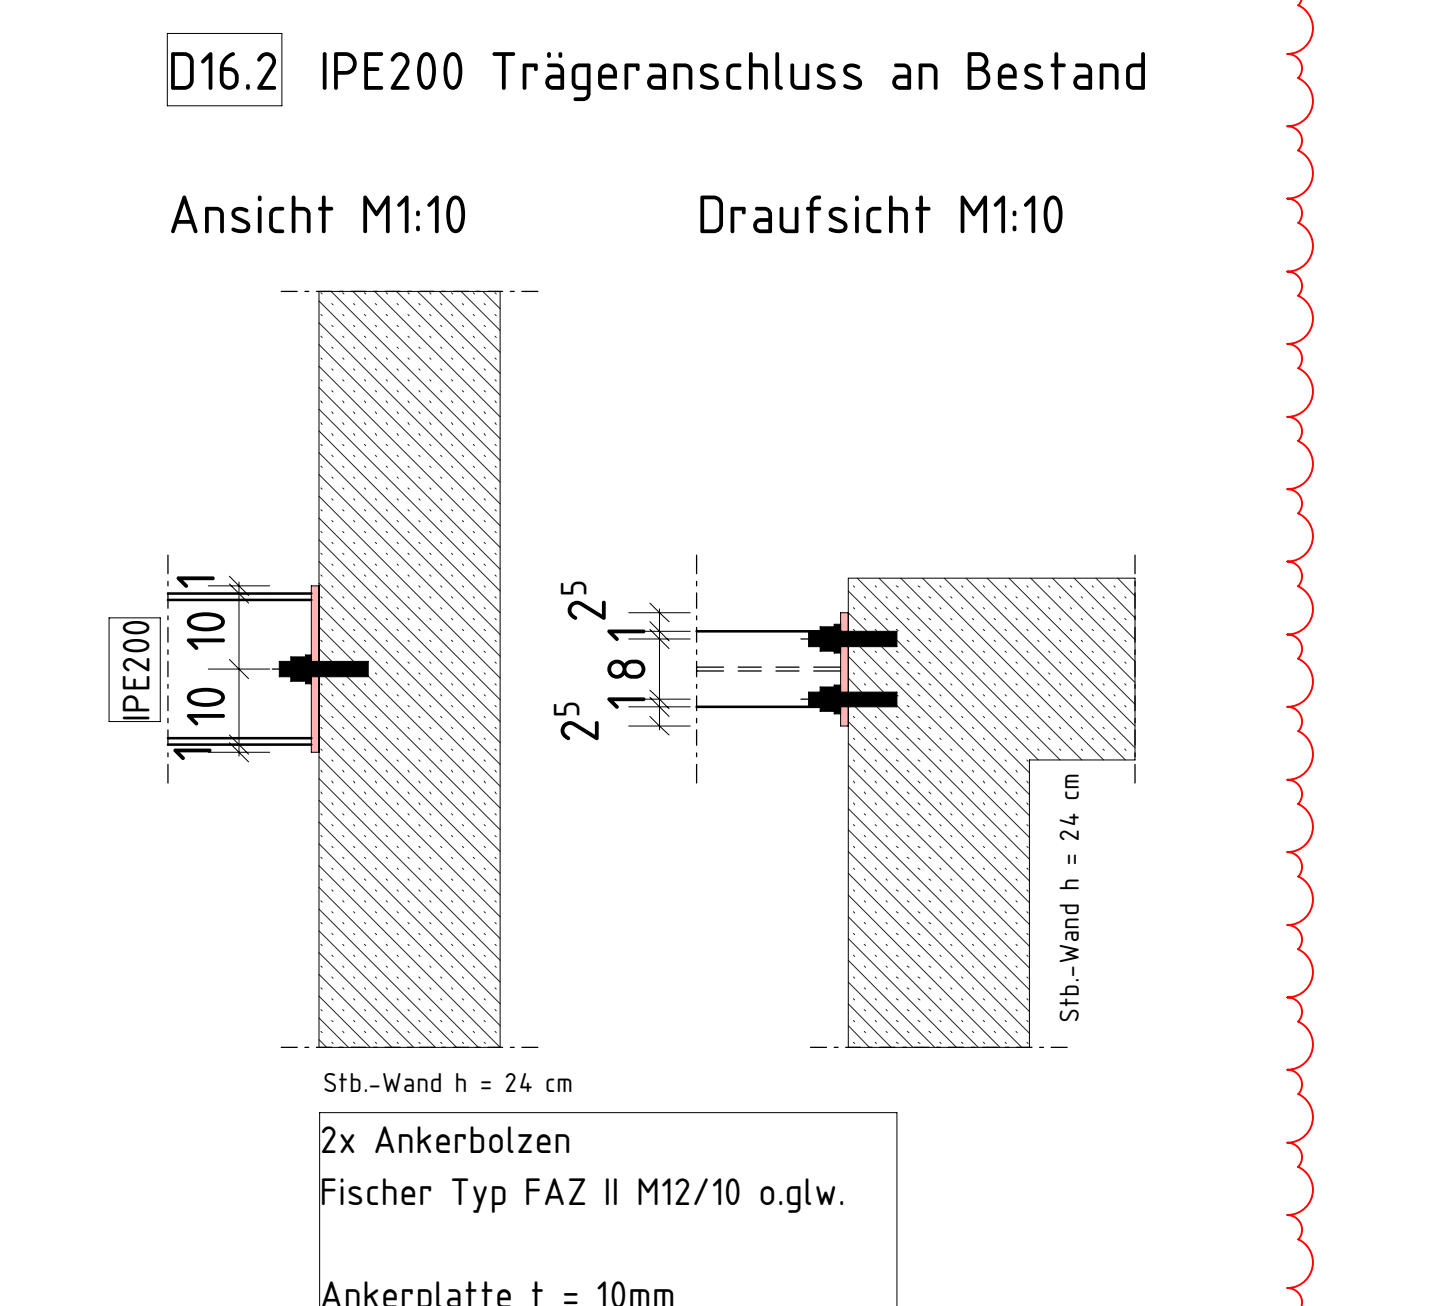 D16.2 IPE200 Trägeranschluss an Bestand
Ansicht M1:10
Draufsicht M1:10
IPE200
1
10
10
1
2⁵
1
8
1
2⁵
Stb.-Wand h = 24 cm
Stb.-Wand h = 24 cm
2x Ankerbolzen
Fischer Typ FAZ II M12/10 o.glw.
Ankerplatte t = 10mm